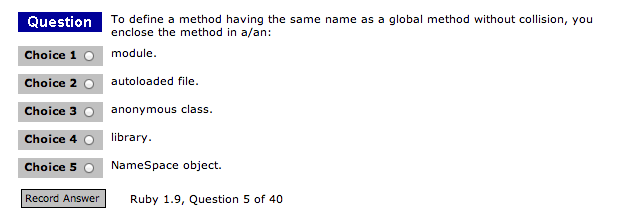 Question To define a method having the same name as a global method without collision, you
enclose the method in a/an:
Choice 1 module.
Choice 2 autoloaded file.
Choice 3 anonymous class.
Choice 4 library.
Choice 5 NameSpace object.
Record Answer Ruby 1.9, Question 5 of 40